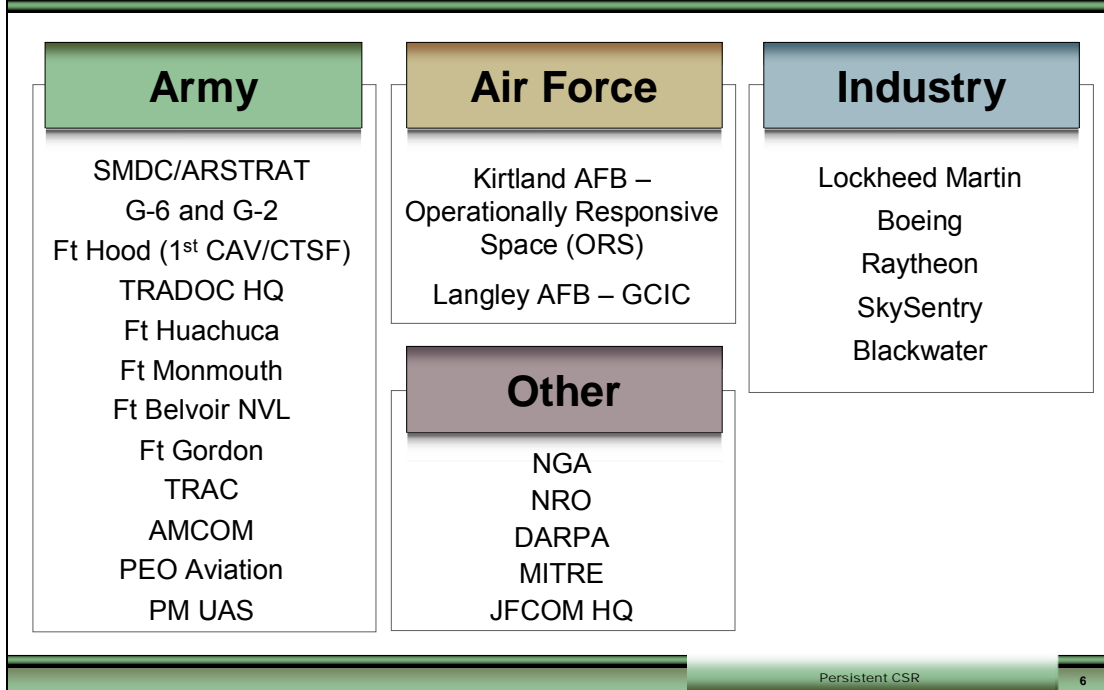 Army
SMDC/ARSTRAT
G-6 and G-2
Ft Hood (1st CAV/CTSF)
TRADOC HQ
Ft Huachuca
Ft Monmouth
Ft Belvoir NVL
Ft Gordon
TRAC
AMCOM
PEO Aviation
PM UAS
Air Force
Kirtland AFB –
Operationally Responsive
Space (ORS)
Langley AFB – GCIC
Other
NGA
NRO
DARPA
MITRE
JFCOM HQ
Industry
Lockheed Martin
Boeing
Raytheon
SkySentry
Blackwater
Persistent CSR
6